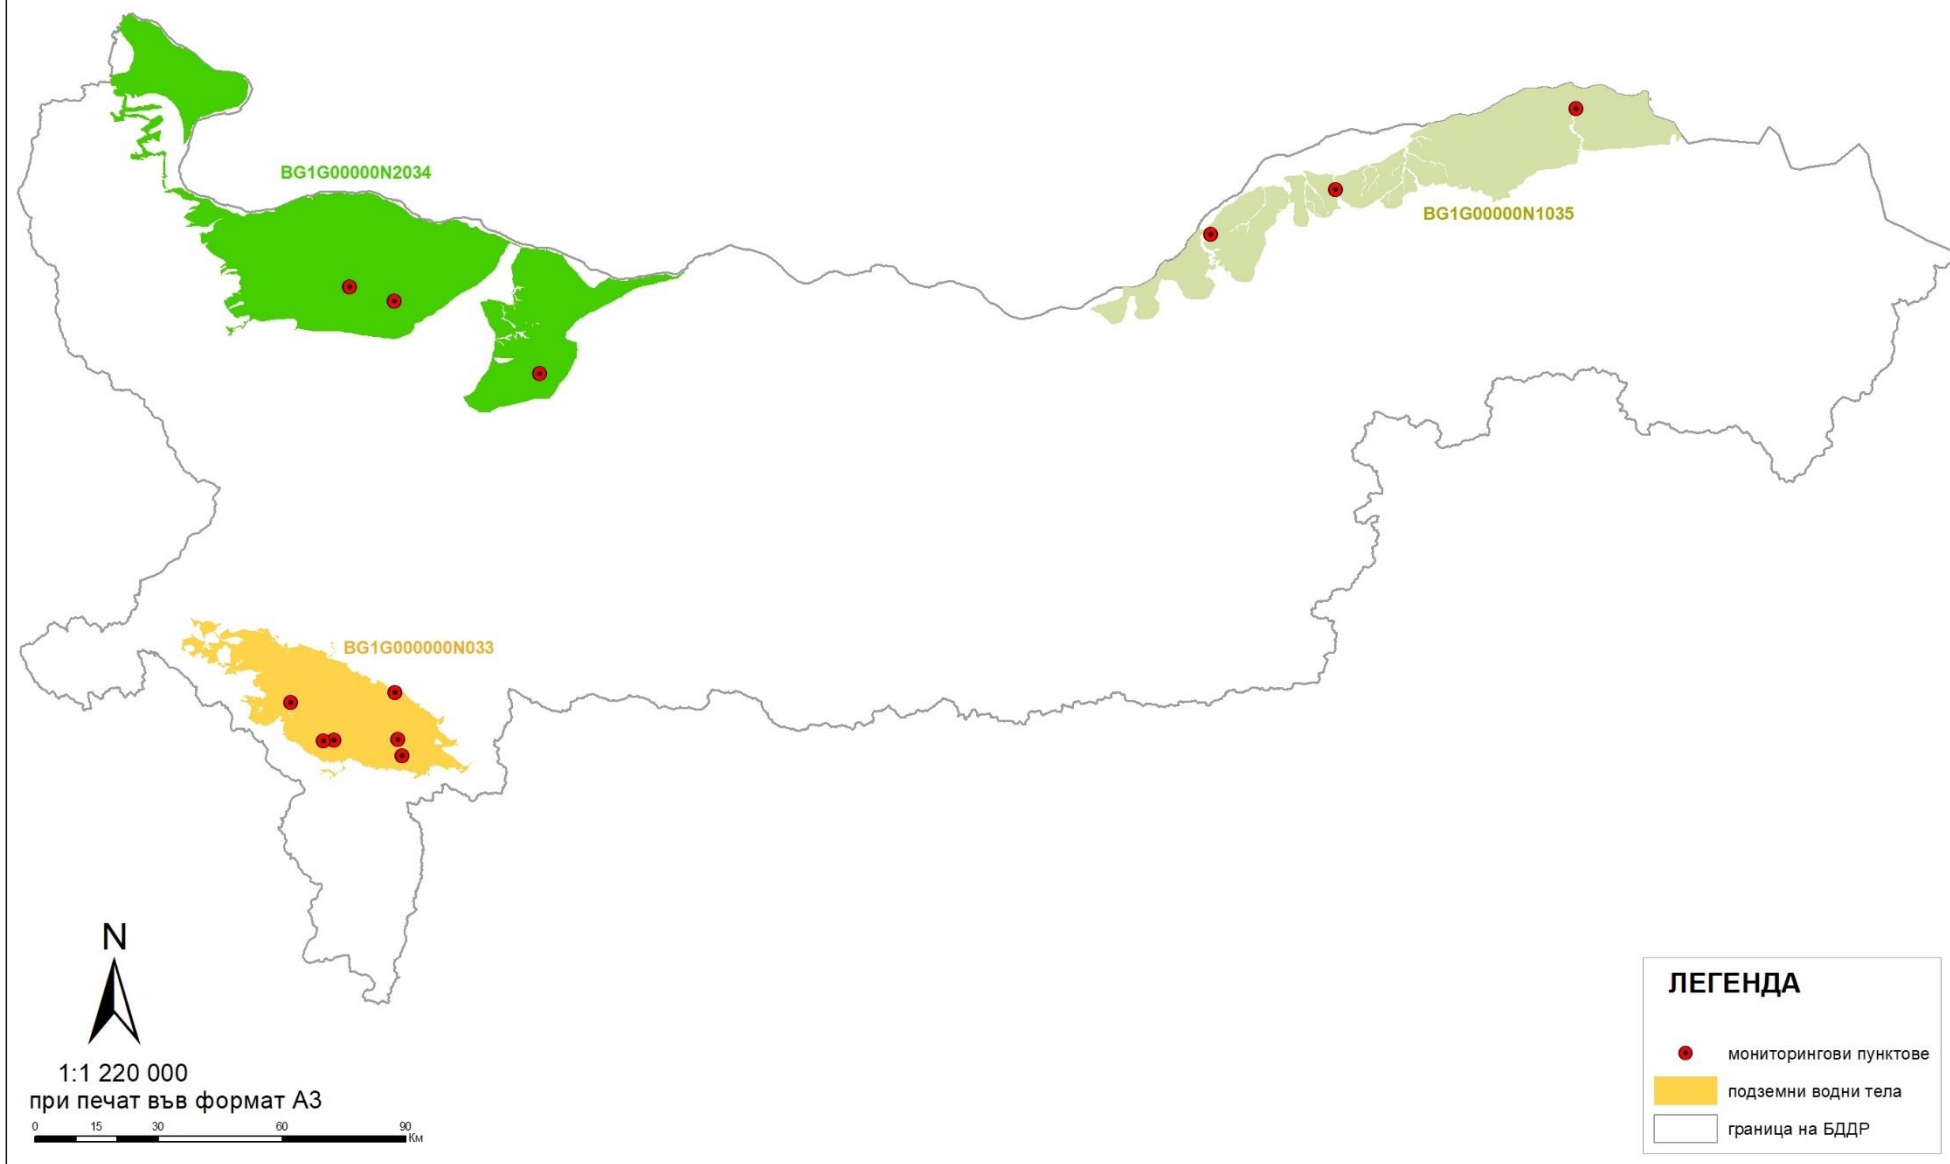 BG1G00000N2034
BG1G00000N1035
BG1G000000N033
N
1:1 220 000
при печат във формат А3
0 15 30 60 90
Км
ЛЕГЕНДА
мониторингови пунктове
подземни водни тела
граница на БДДР